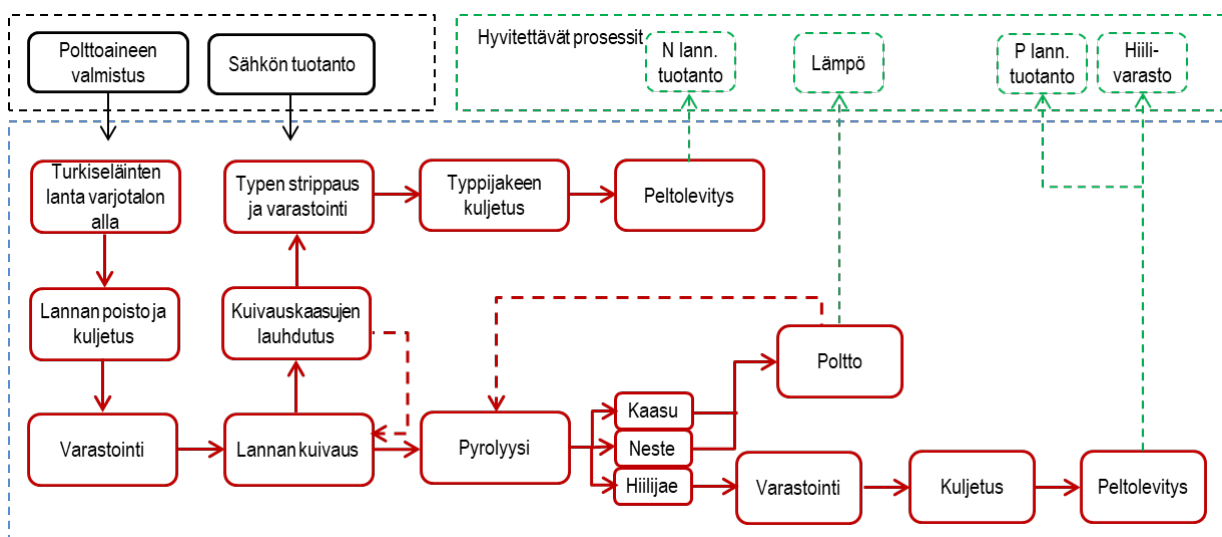 Hyvitettävät prosessit
Polttoaineen
valmistus
Sähkön tuotanto
N lann.
tuotanto
Lämpö
P lann.
tuotanto
Hiili-
varasto
Turkiseläinten
lanta varjotalon
alla
Typen strippaus
ja varastointi
Typpijakeen
kuljetus
Peltolevitys
Lannan poisto ja
kuljetus
Kuivauskaasujen
lauhdutus
Poltto
Varastointi
Lannan kuivaus
Pyrolyysi
Kaasu
Neste
Hiilijae
Varastointi
Kuljetus
Peltolevitys